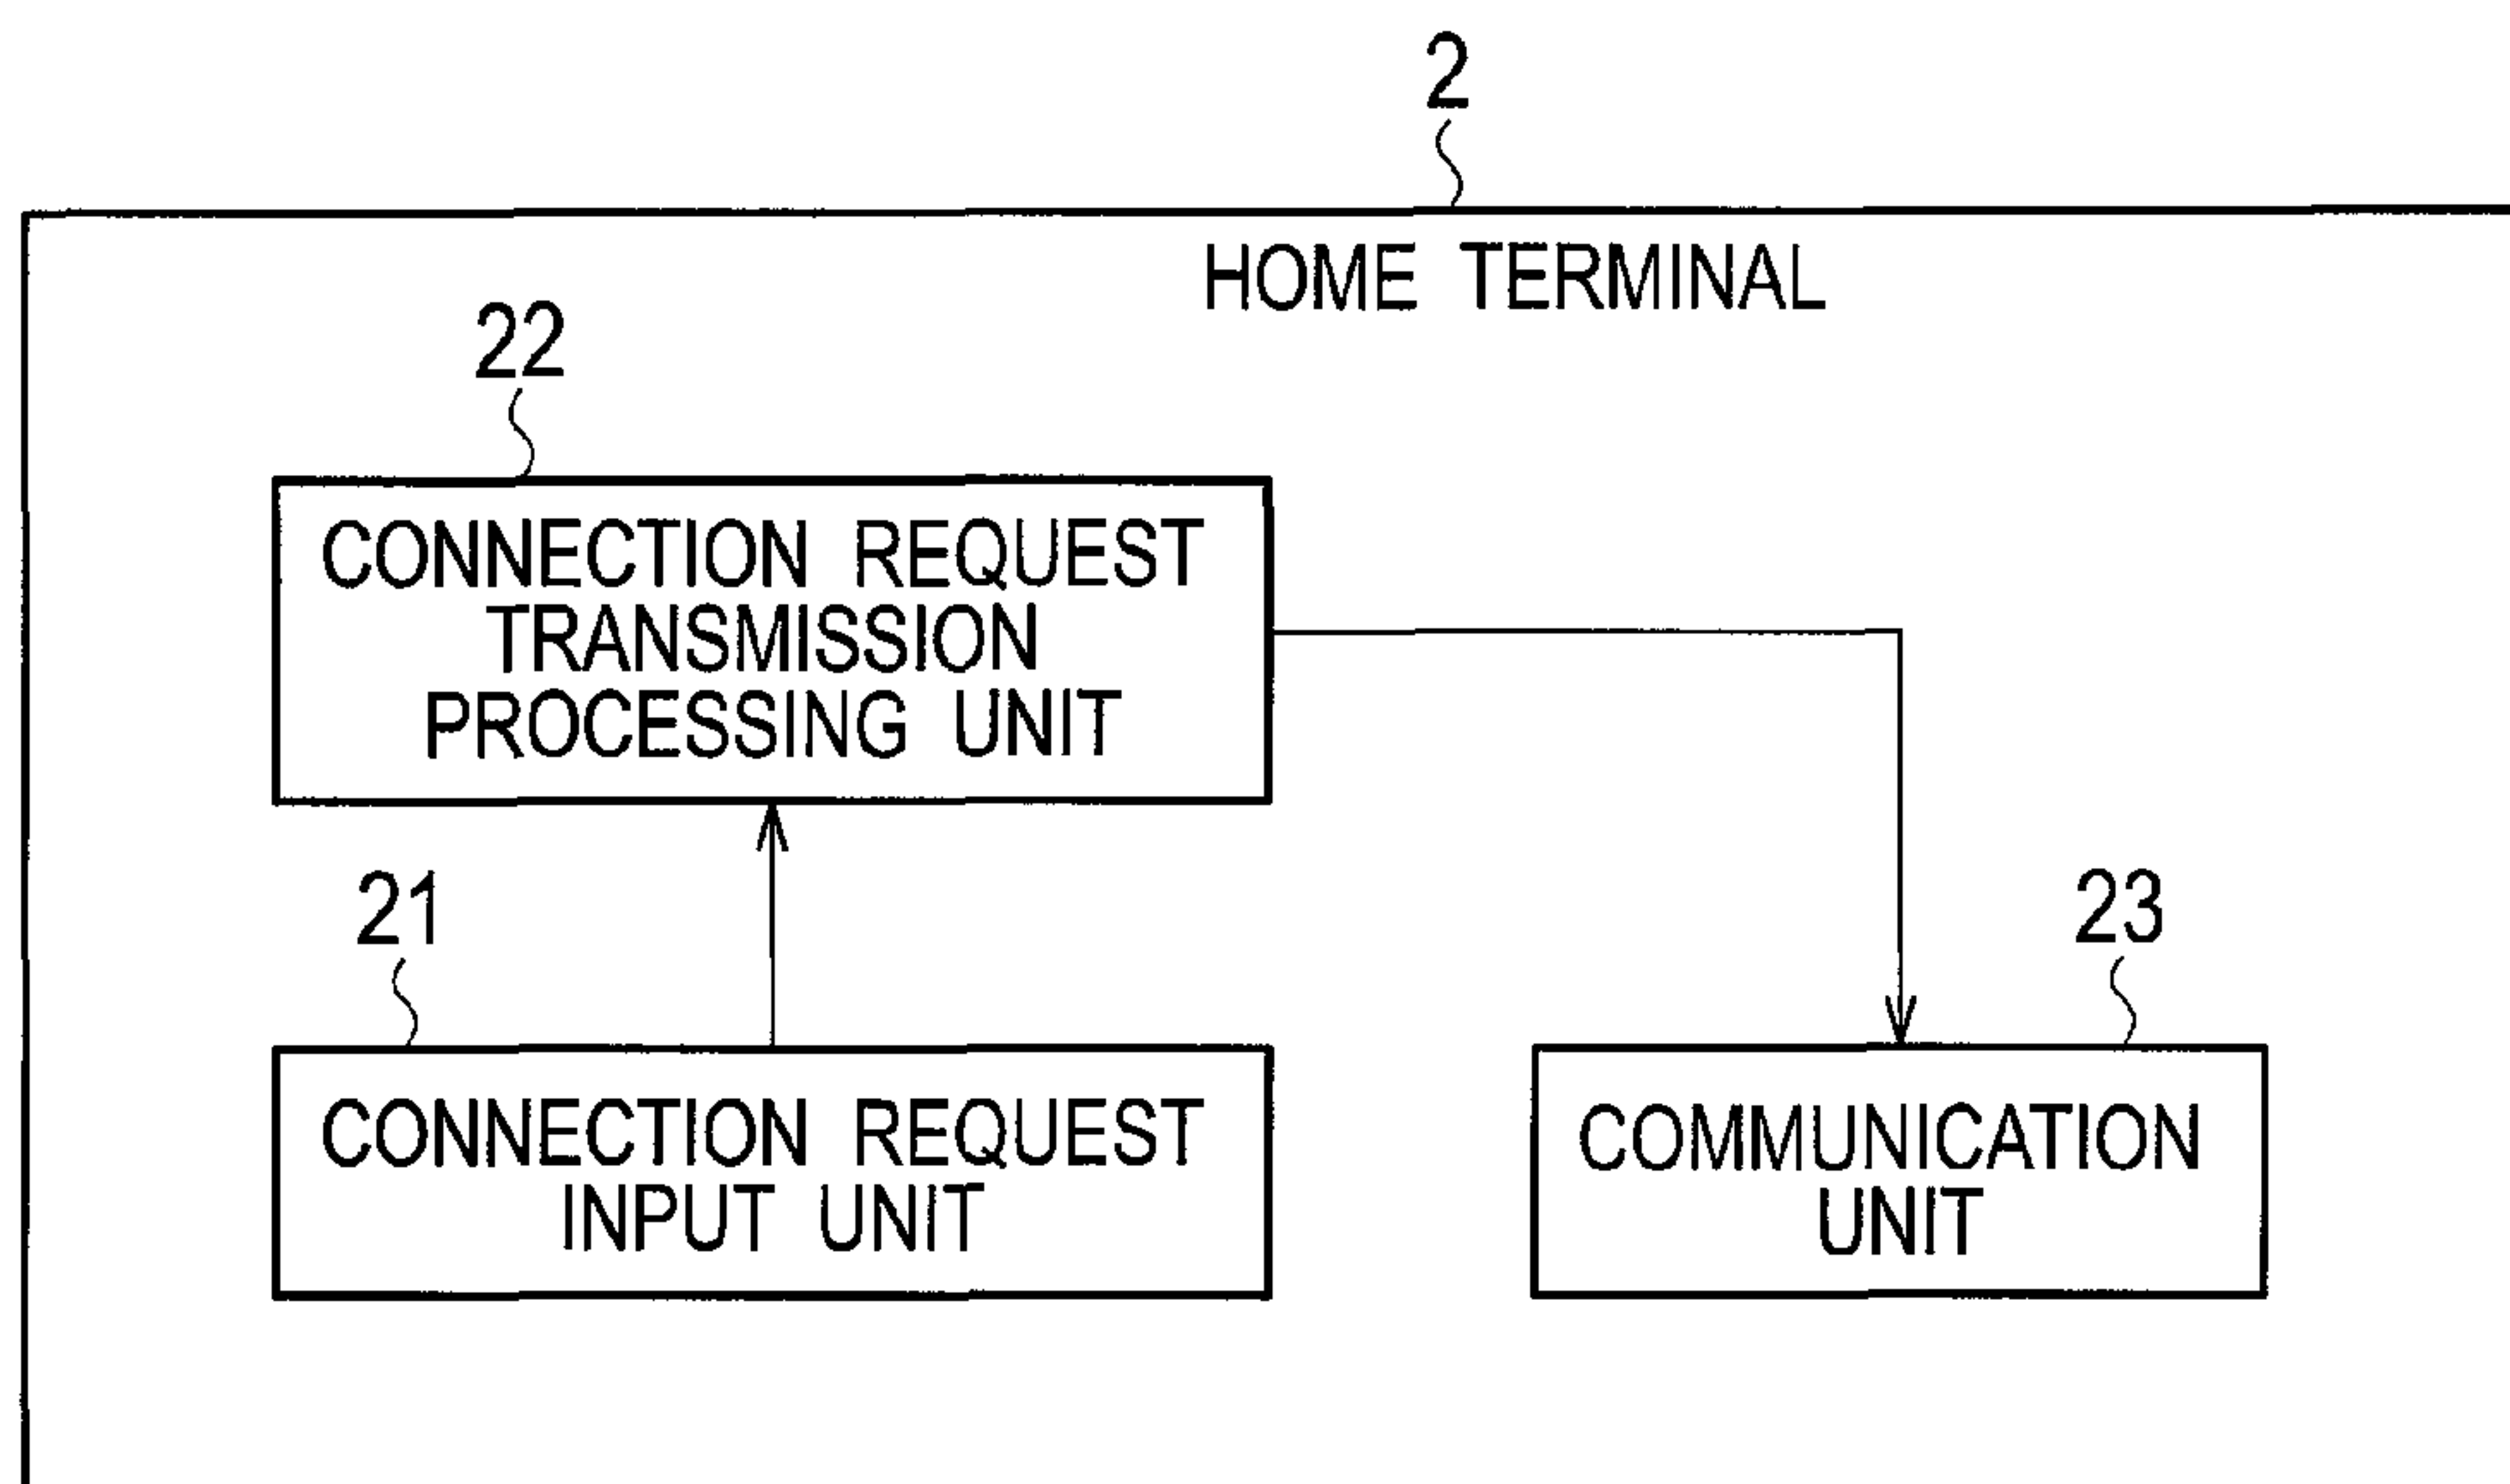 2
HOME TERMINAL
22
CONNECTION REQUEST
TRANSMISSION
PROCESSING UNIT
21
CONNECTION REQUEST
INPUT UNIT
23
COMMUNICATION
UNIT